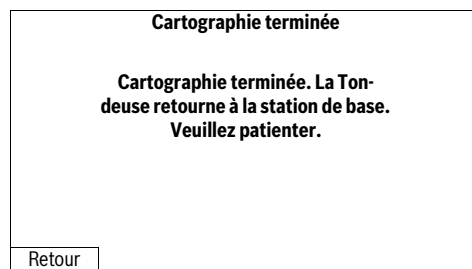 Cartographie terminée
Cartographie terminée. La Ton-
deuse retourne à la station de base.
Veuillez patienter.
Retour